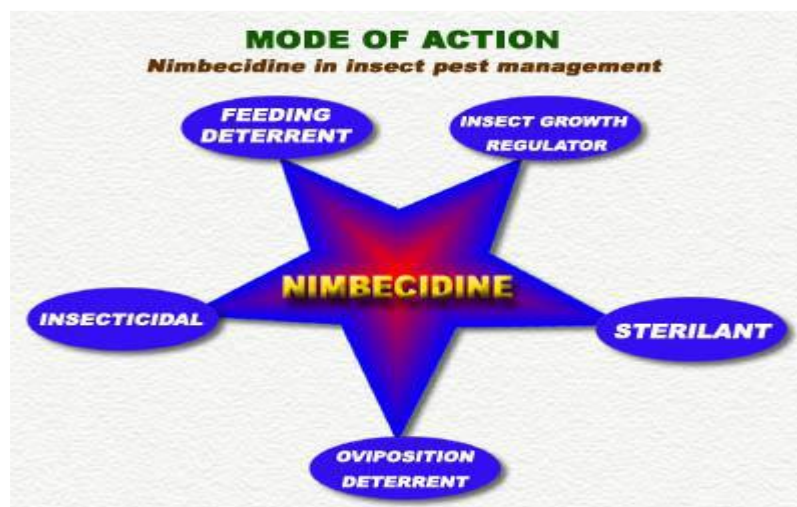 MODE OF ACTION
Nimbecidine in insect pest management
FEEDING
DETERRENT
INSECT GROWTH
REGULATOR
NIMBECIDINE
INSECTICIDAL
STERILANT
OVIPOSITION
DETERRENT